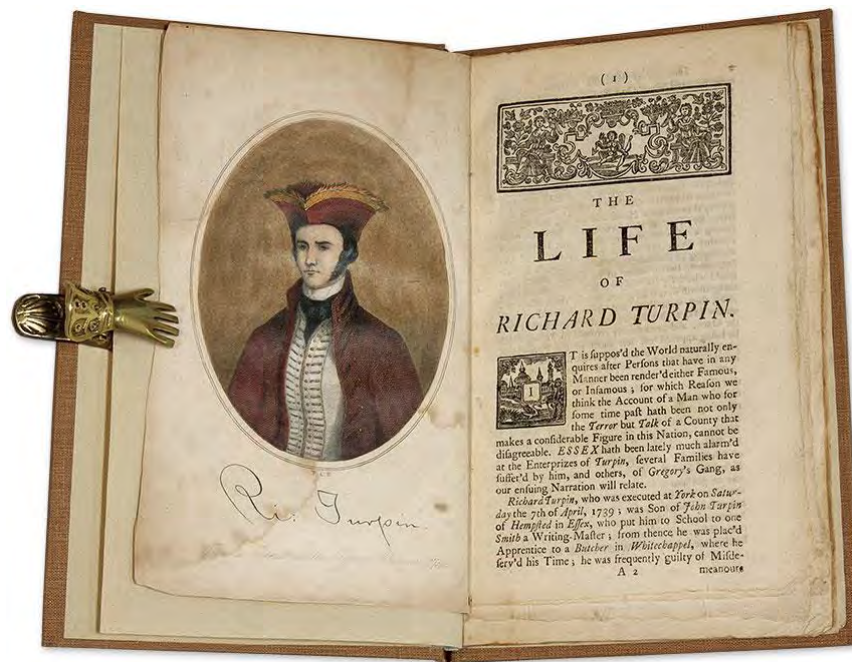 Ri. Turpin
(1)
THE
LIFE
OF
RICHARD TURPIN.
IT is ſuppos'd the World naturally en-
quires after Perſons that have in any
Manner been render'd either Famous,
or Infamous ; for which Reaſon we
think the Account of a Man who for
ſome time paſt hath been not only
the Terror but Talk of a County that
makes a conſiderable Figure in this Nation, cannot be
diſagreeable. ESSEX hath been lately much alarm'd
at the Enterprizes of Turpin, ſeveral Families have
ſuffer'd by him, and others, of Gregory's Gang, as
our enſuing Narration will relate.
Richard Turpin, who was executed at York on Satur-
day the 7th of April, 1739 ; was Son of John Turpin
of Hempſted in Eſſex, who put him to School to one
Smith a Writing-Maſter ; from thence he was plac'd
Apprentice to a Butcher in Whitechappel, where he
ſerv'd his Time ; he was frequently guilty of Miſde-
A 2 meanours